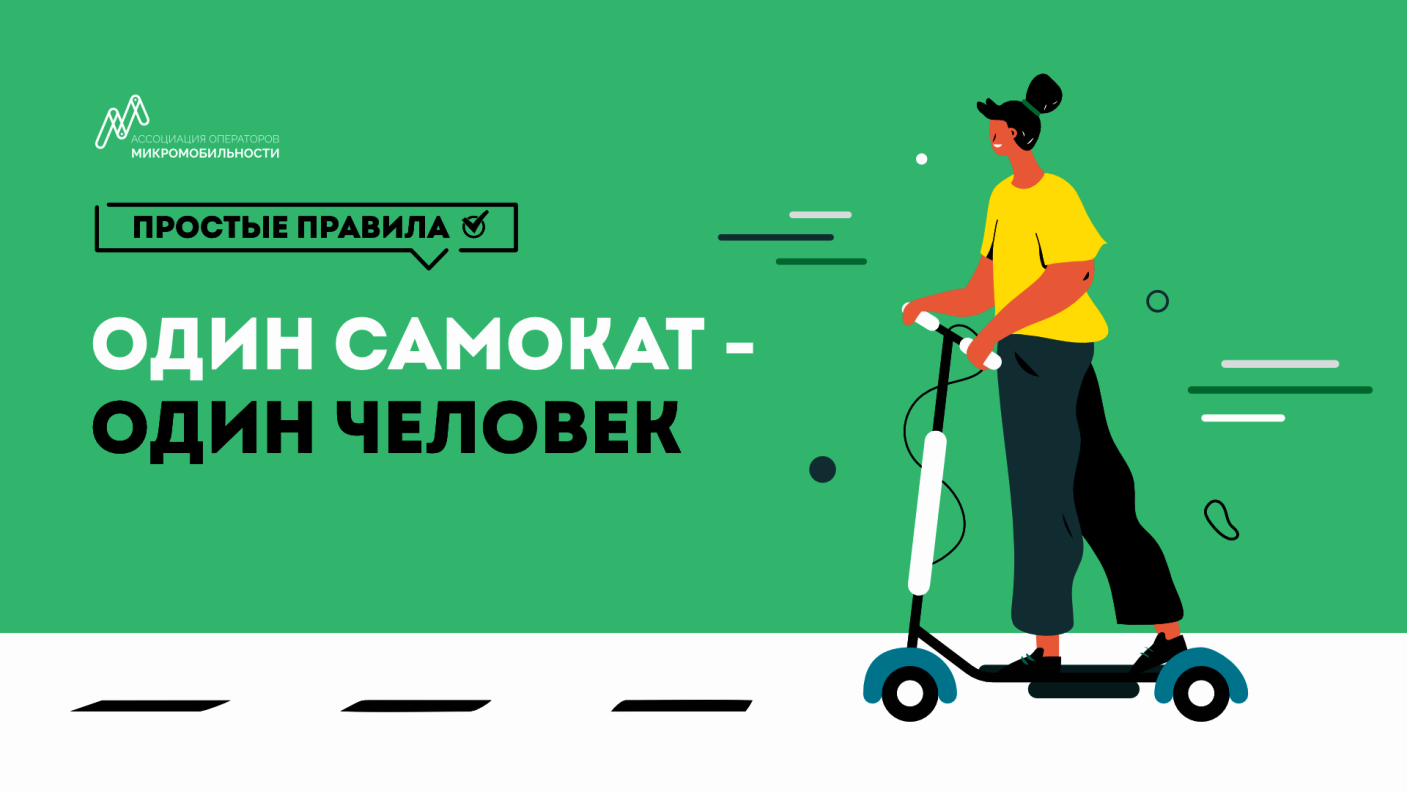 АССОЦИАЦИЯ ОПЕРАТОРОВ
МИКРОМОБИЛЬНОСТИ
ПРОСТЫЕ ПРАВИЛА
ОДИН САМОКАТ -
ОДИН ЧЕЛОВЕК